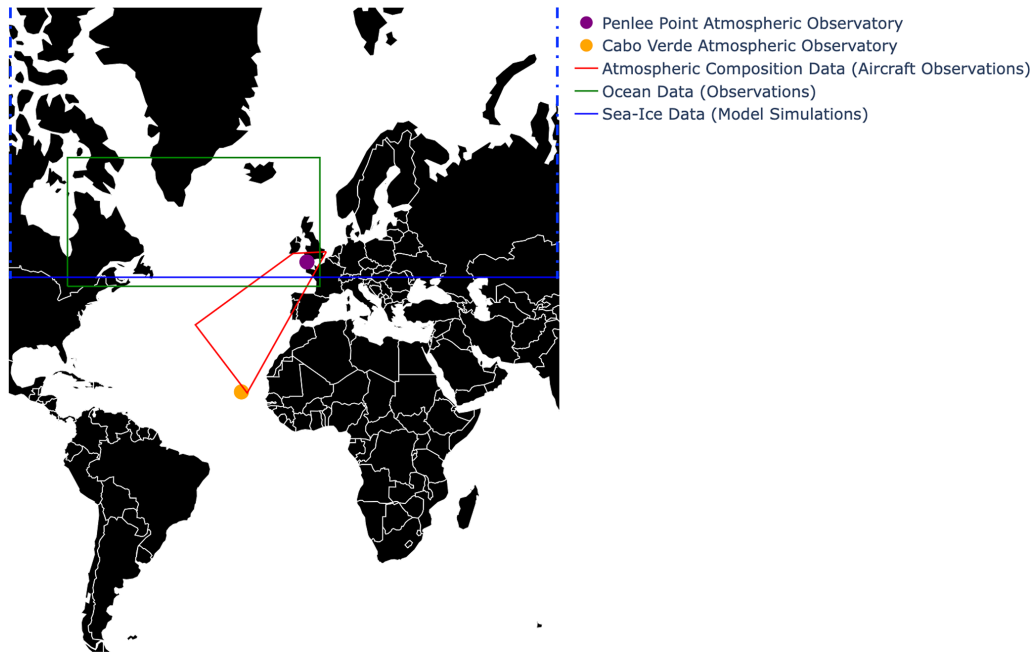 Penlee Point Atmospheric Observatory
Cabo Verde Atmospheric Observatory
Atmospheric Composition Data (Aircraft Observations)
Ocean Data (Observations)
Sea-Ice Data (Model Simulations)